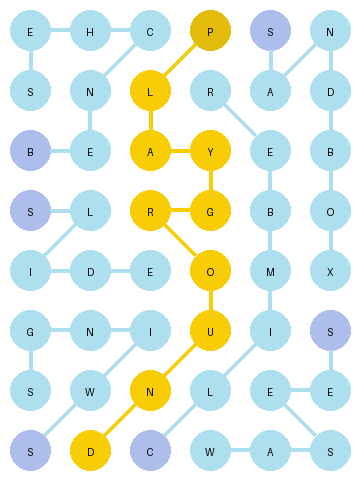 E H C P S N
S N L R A D
B E A Y E B
S L R G B O
I D E O M X
G N I U I S
S W N L E E
S D C W A S